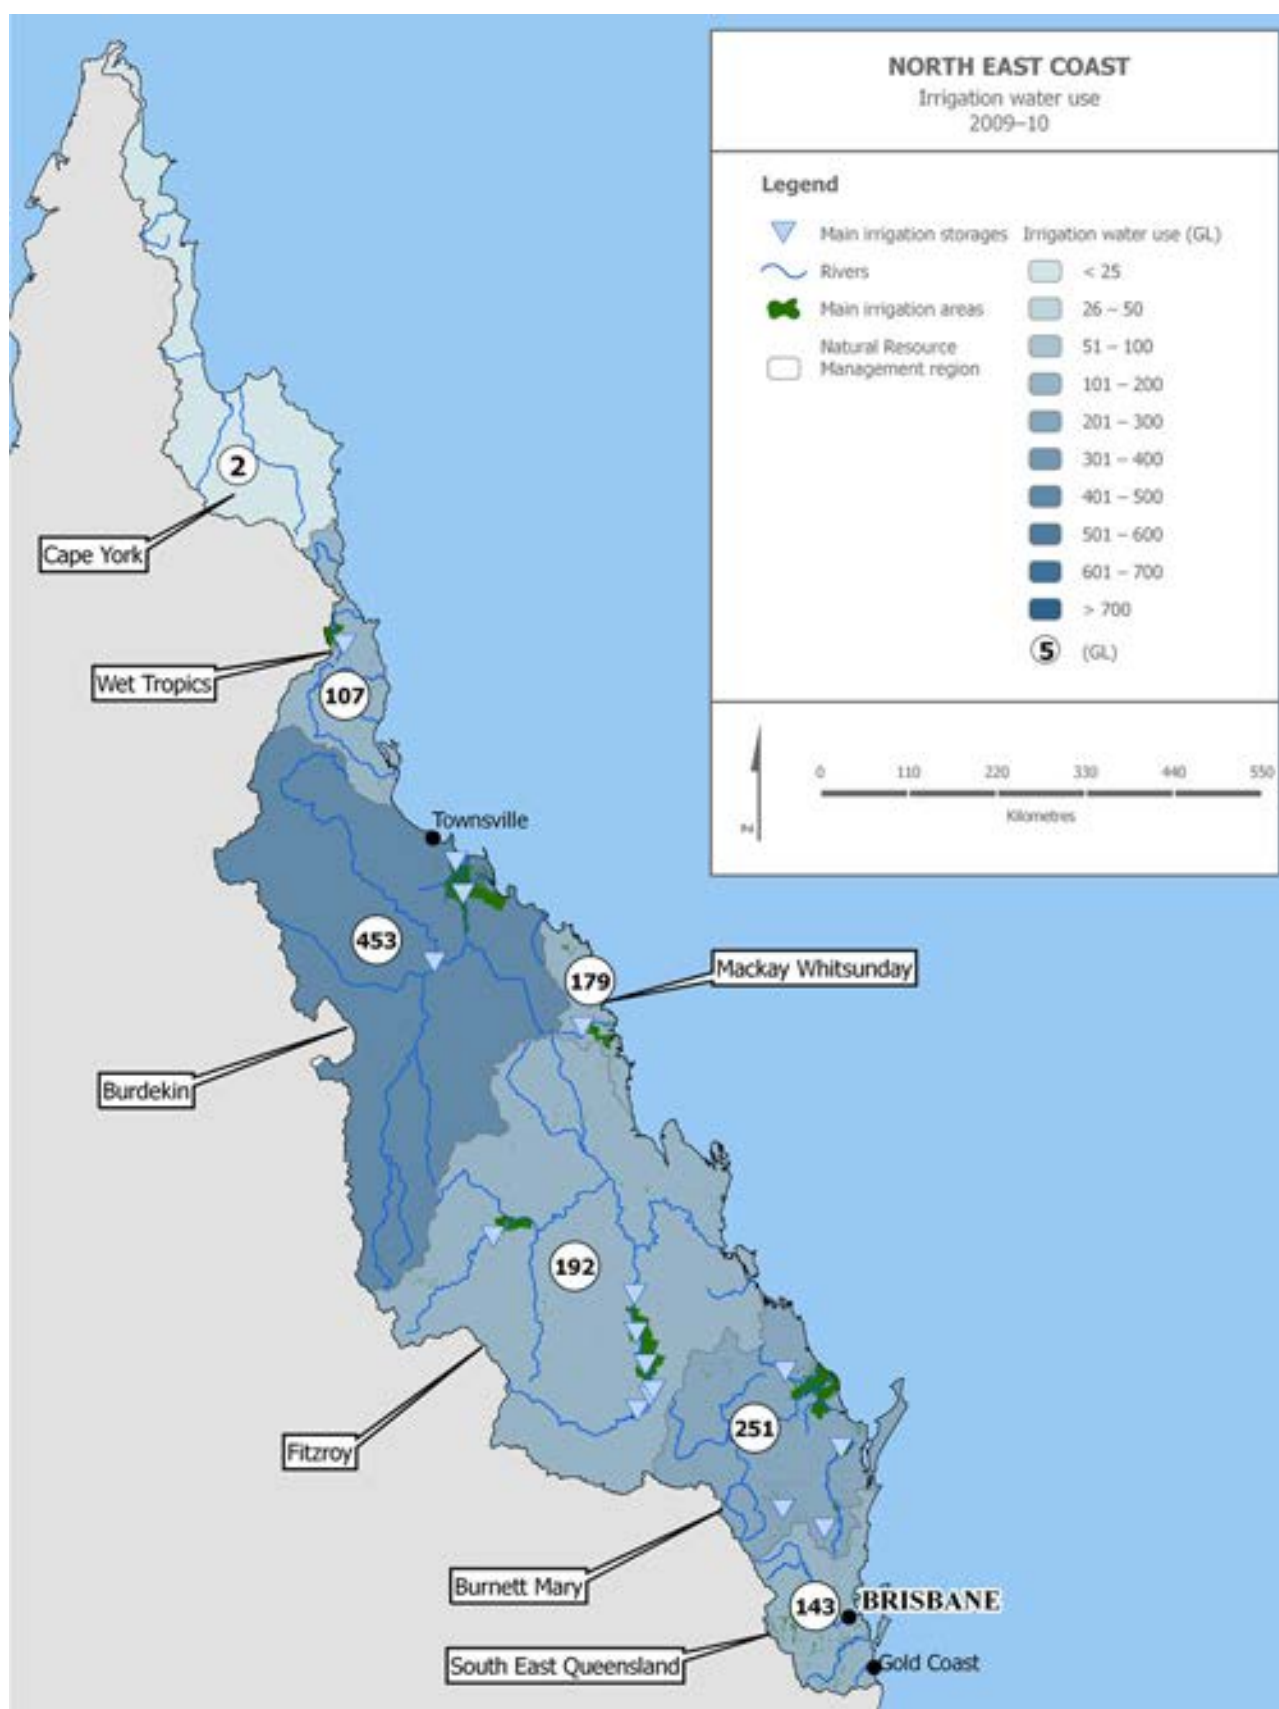 NORTH EAST COAST
Irrigation water use
2009–10
Legend
Main irrigation storages
Rivers
Main irrigation areas
Natural Resource
Management region
Irrigation water use (GL)
< 25
26 – 50
51 – 100
101 – 200
201 – 300
301 – 400
401 – 500
501 – 600
601 – 700
> 700
5 (GL)
N
0 110 220 330 440 550
Kilometres
2
Cape York
Wet Tropics
107
Townsville
453
179
Mackay Whitsunday
Burdekin
192
251
Fitzroy
Burnett Mary
143
BRISBANE
South East Queensland
Gold Coast